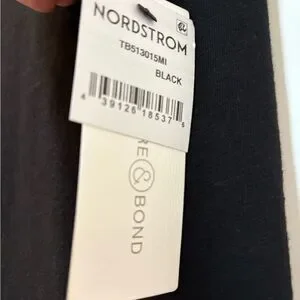 NORDSTROM
TB513015MI
BLACK
4 39126 18537 6
RE & BOND